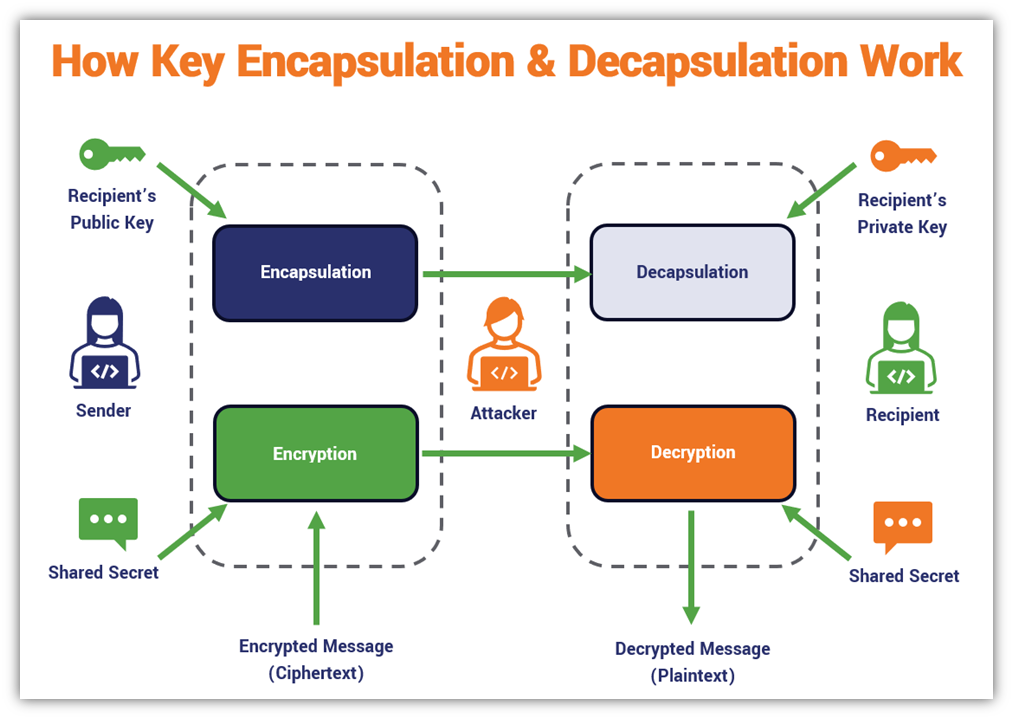 How Key Encapsulation & Decapsulation Work
Recipient's
Public Key
Recipient's
Private Key
Encapsulation
Decapsulation
</>
Sender
</>
Attacker
</>
Recipient
Encryption
Decryption
Shared Secret
Shared Secret
Encrypted Message
(Ciphertext)
Decrypted Message
(Plaintext)